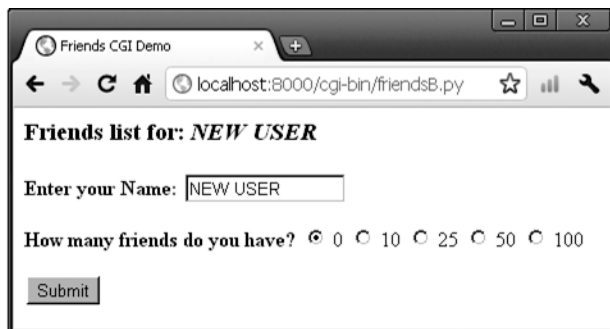 Friends CGI Demo
localhost:8000/cgi-bin/friendsB.py
Friends list for: NEW USER
Enter your Name: NEW USER
How many friends do you have? 0 10 25 50 100
Submit